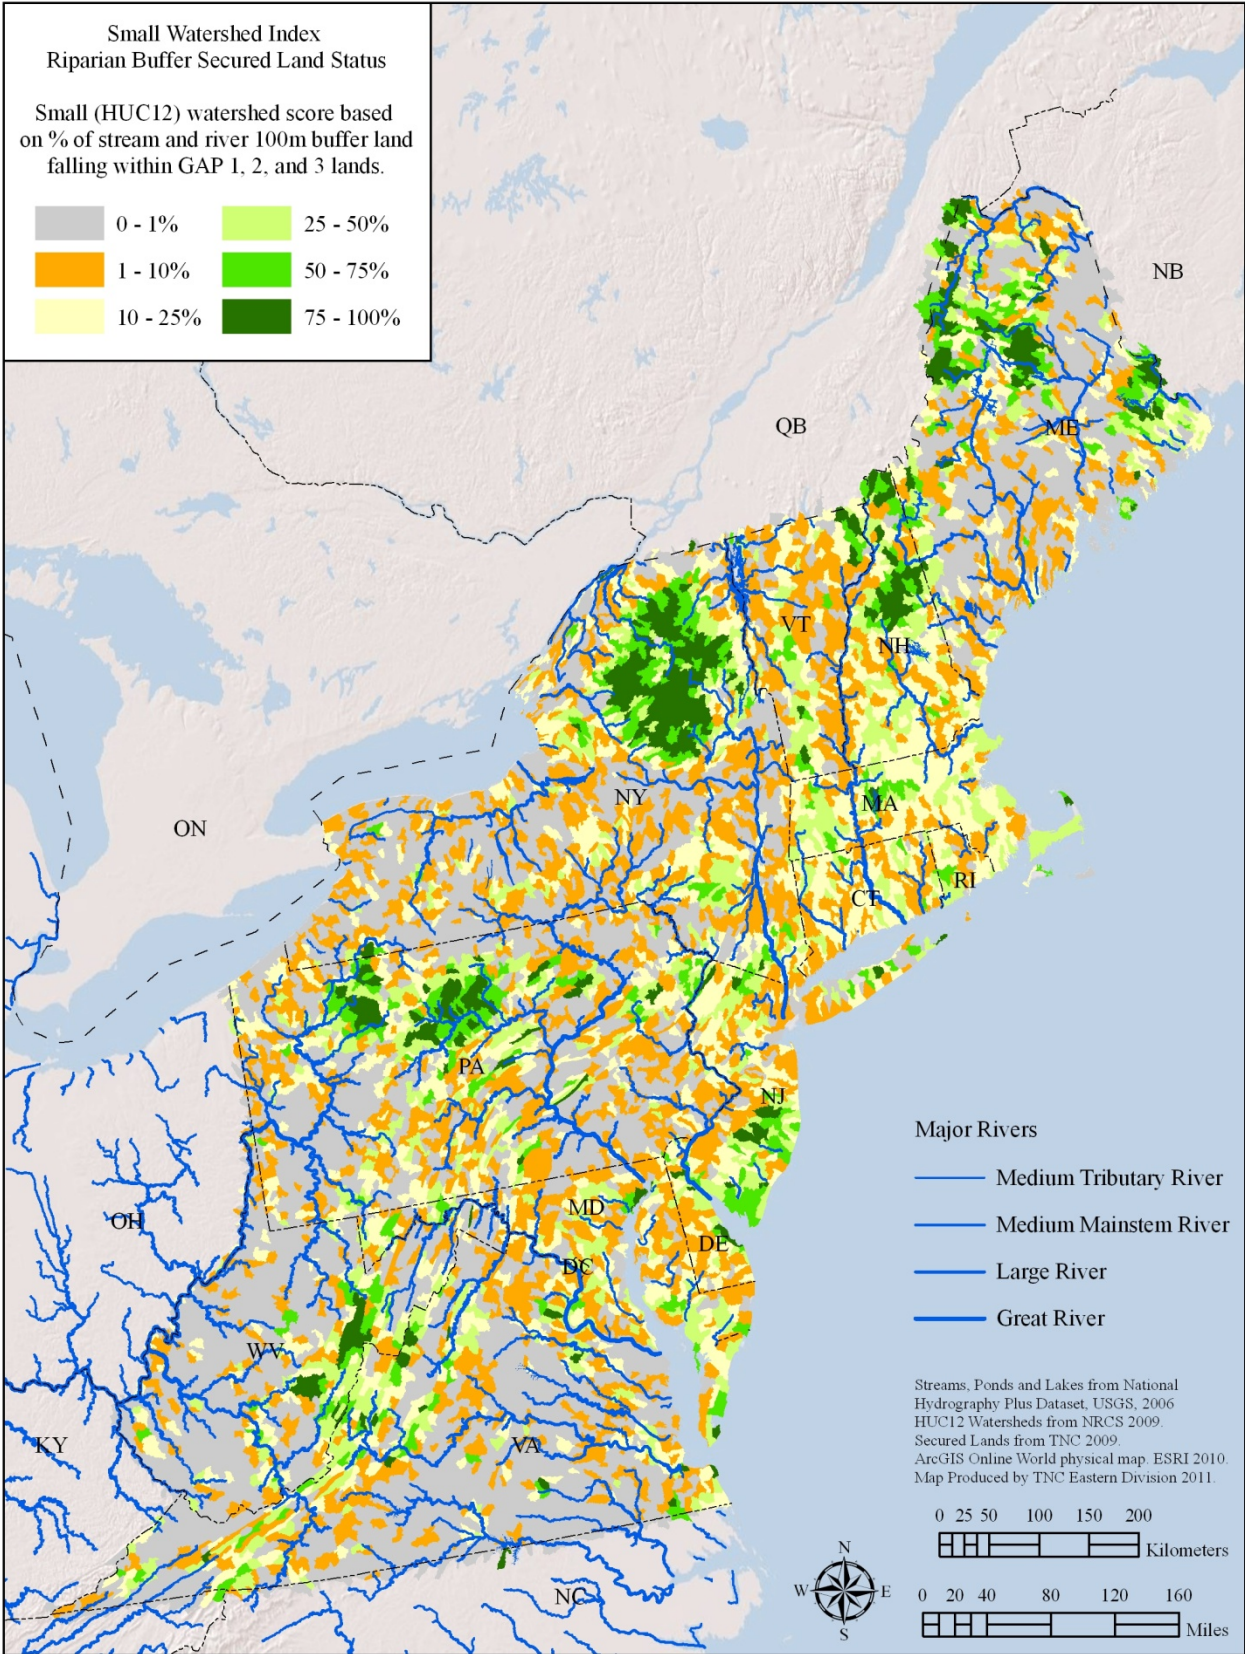 Small Watershed Index
Riparian Buffer Secured Land Status
Small (HUC12) watershed score based
on % of stream and river 100m buffer land
falling within GAP 1, 2, and 3 lands.
0 - 1%
25 - 50%
1 - 10%
50 - 75%
10 - 25%
75 - 100%
NB
QB
ME
VT
NH
NY
MA
ON
CT
RI
PA
NJ
OH
MD
DE
DC
WV
KY
VA
NC
Major Rivers
Medium Tributary River
Medium Mainstem River
Large River
Great River
Streams, Ponds and Lakes from National
Hydrography Plus Dataset, USGS, 2006
HUC12 Watersheds from NRCS 2009.
Secured Lands from TNC 2009.
ArcGIS Online World physical map. ESRI 2010.
Map Produced by TNC Eastern Division 2011.
0 25 50 100 150 200
Kilometers
N
W E
S
0 20 40 80 120 160
Miles